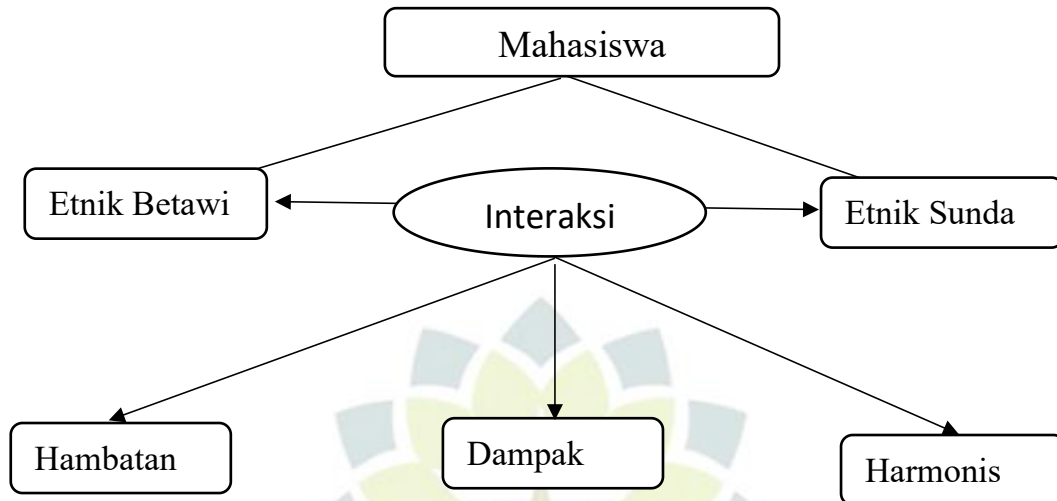 Mahasiswa
Etnik Betawi
Interaksi
Etnik Sunda
Hambatan
Dampak
Harmonis